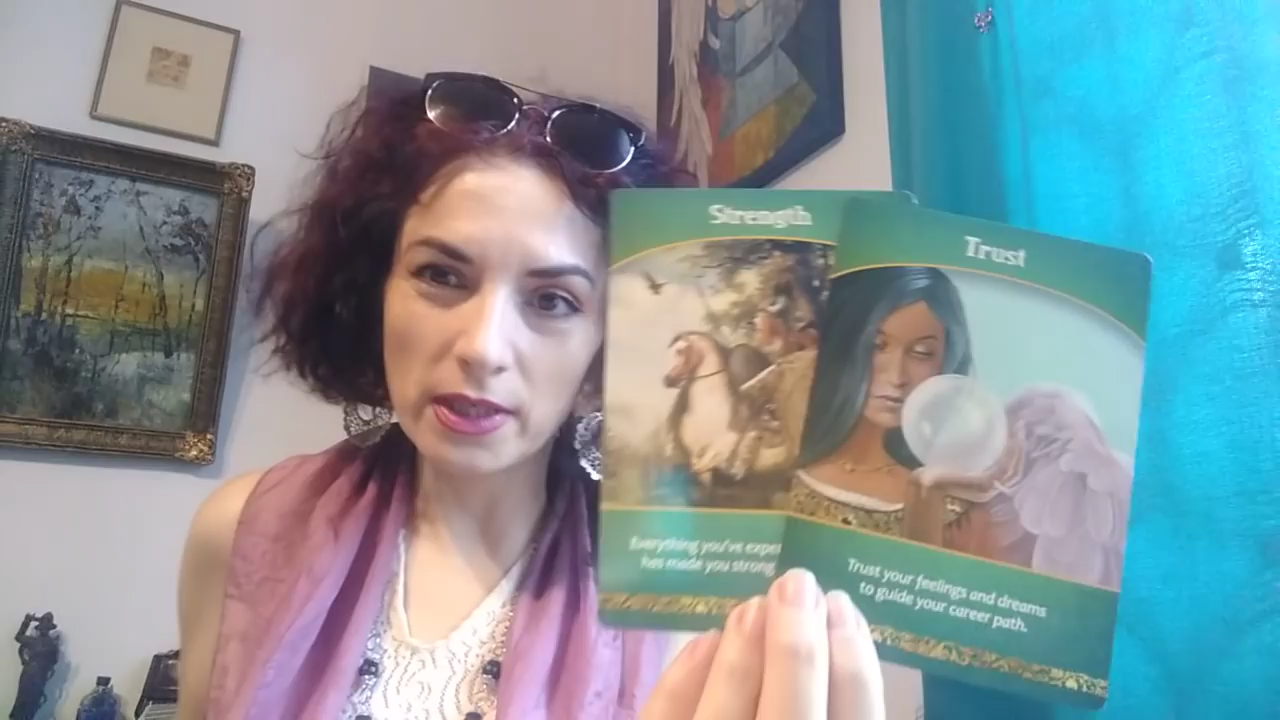 Strength
Everything you've exper
has made you strong
Trust
Trust your feelings and dreams
to guide your career path.